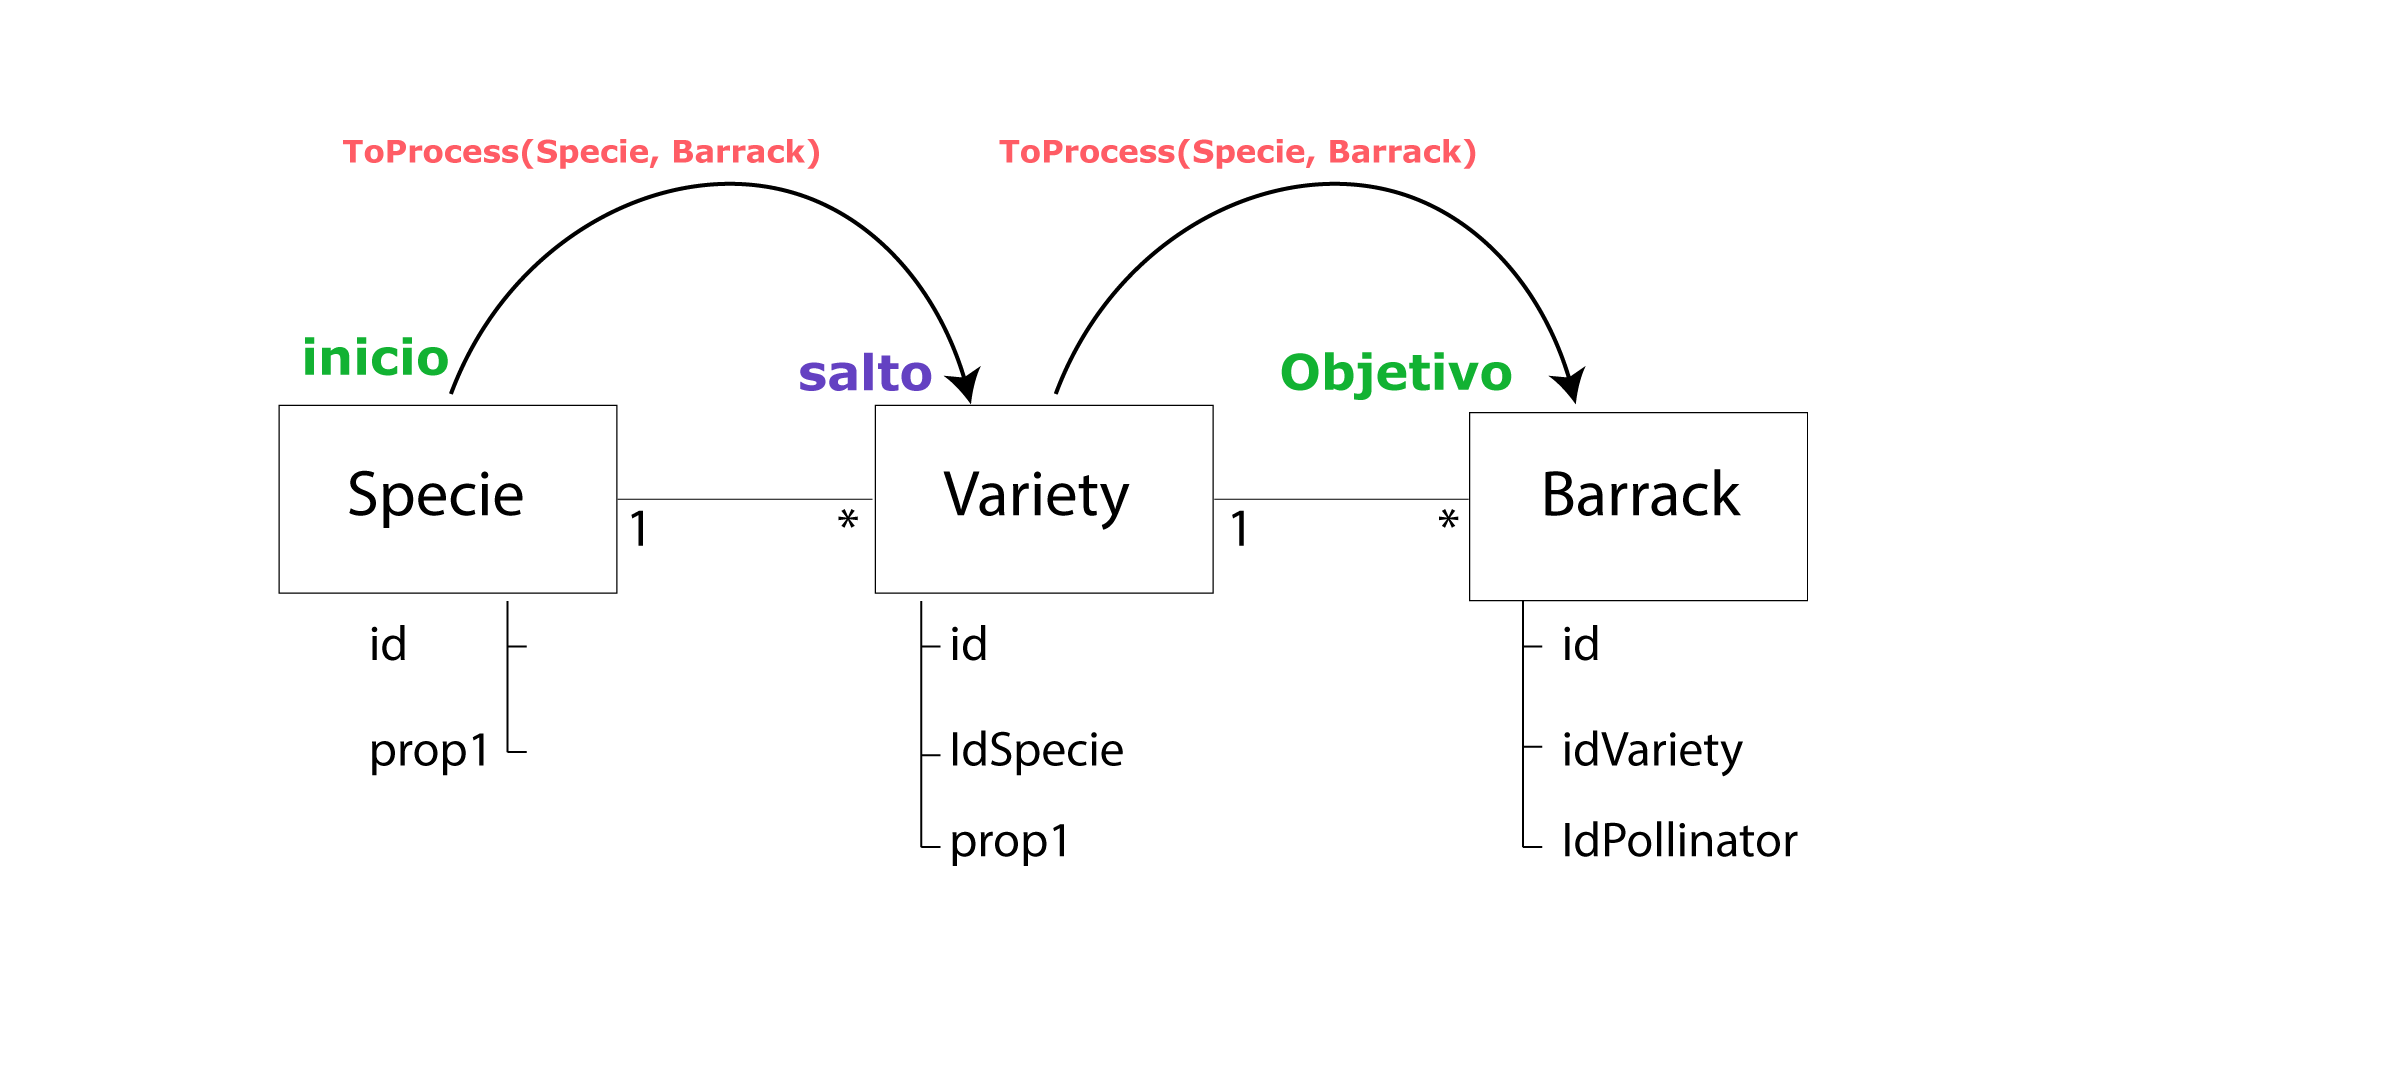 ToProcess(Specie, Barrack)
ToProcess(Specie, Barrack)
inicio
salto
Objetivo
Specie
Variety
Barrack
1
*
1
*
id
prop1
id
IdSpecie
prop1
id
idVariety
IdPollinator